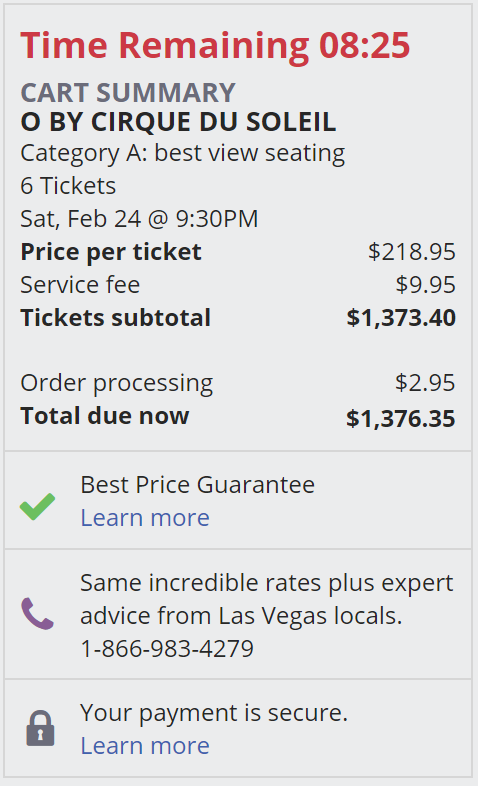 Time Remaining 08:25
CART SUMMARY
O BY CIRQUE DU SOLEIL
Category A: best view seating
6 Tickets
Sat, Feb 24 @ 9:30PM
Price per ticket $218.95
Service fee $9.95
Tickets subtotal $1,373.40
Order processing $2.95
Total due now $1,376.35
Best Price Guarantee
Learn more
Same incredible rates plus expert
advice from Las Vegas locals.
1-866-983-4279
Your payment is secure.
Learn more